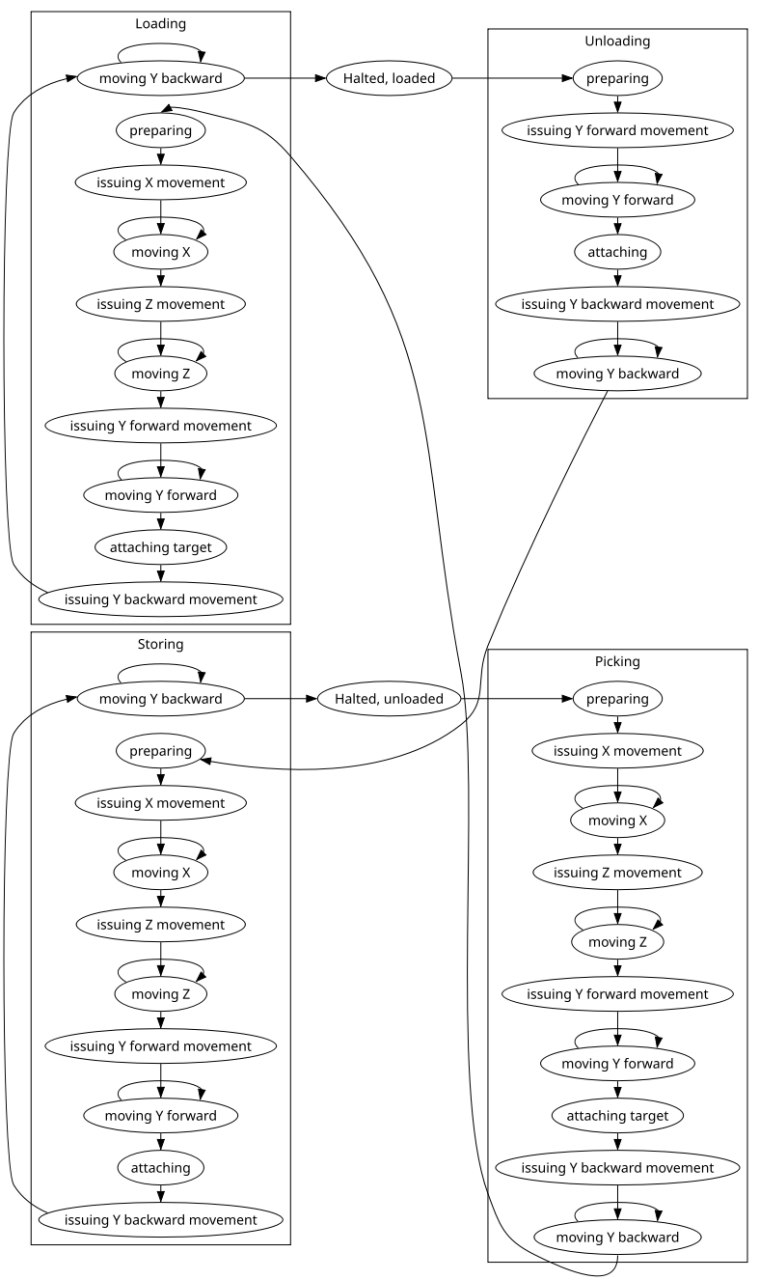 Loading
moving Y backward
preparing
issuing X movement
moving X
issuing Z movement
moving Z
issuing Y forward movement
moving Y forward
attaching target
issuing Y backward movement
Halted, loaded
Unloading
preparing
issuing Y forward movement
moving Y forward
attaching
issuing Y backward movement
moving Y backward
Storing
moving Y backward
preparing
issuing X movement
moving X
issuing Z movement
moving Z
issuing Y forward movement
moving Y forward
attaching
issuing Y backward movement
Halted, unloaded
Picking
preparing
issuing X movement
moving X
issuing Z movement
moving Z
issuing Y forward movement
moving Y forward
attaching target
issuing Y backward movement
moving Y backward